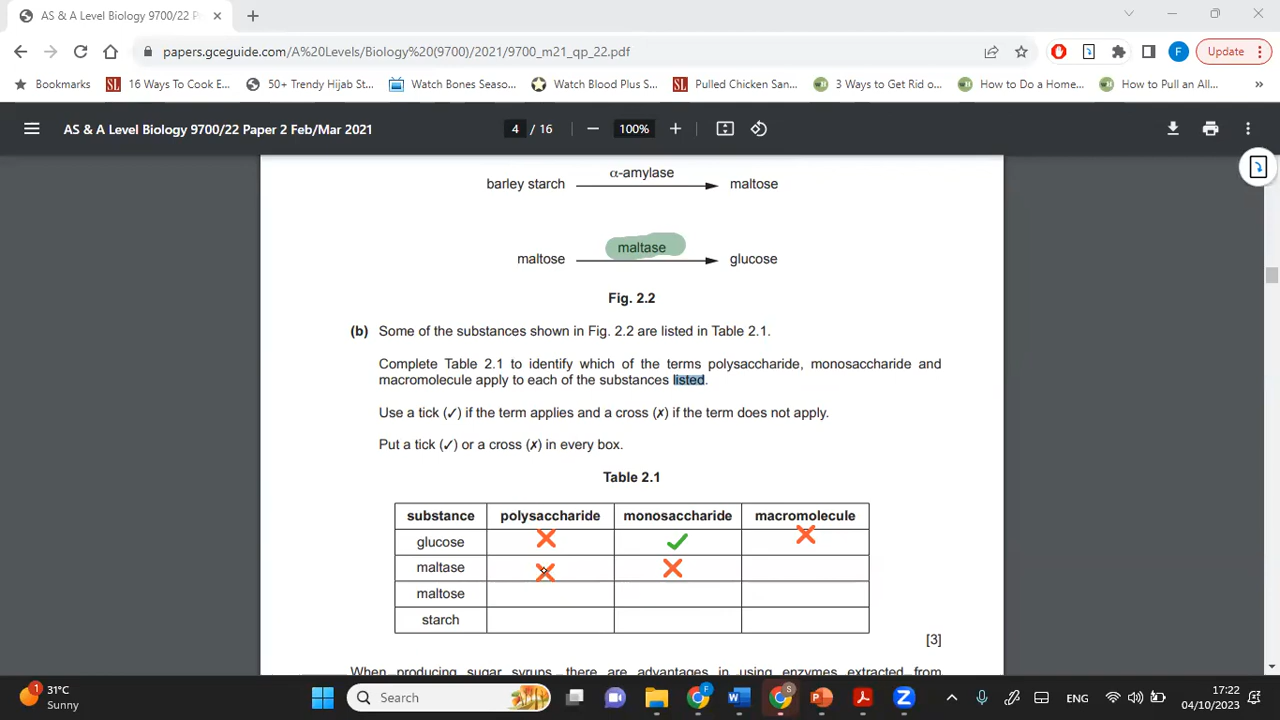 AS & A Level Biology 9700/22 P
papers.gceguide.com/A%20Levels/Biology%20(9700)/2021/9700_m21_qp_22.pdf
F
Update
Bookmarks
SL 16 Ways To Cook E...
50+ Trendy Hijab St...
Watch Bones Seaso...
Watch Blood Plus S...
SL Pulled Chicken San...
3 Ways to Get Rid o...
How to Do a Home...
How to Pull an All...
»
AS & A Level Biology 9700/22 Paper 2 Feb/Mar 2021
4 / 16
100%
α-amylase
barley starch maltose
maltase
maltose glucose
Fig. 2.2
(b) Some of the substances shown in Fig. 2.2 are listed in Table 2.1.
Complete Table 2.1 to identify which of the terms polysaccharide, monosaccharide and
macromolecule apply to each of the substances listed.
Use a tick (✓) if the term applies and a cross (✗) if the term does not apply.
Put a tick (✓) or a cross (✗) in every box.
Table 2.1
substance polysaccharide monosaccharide macromolecule
glucose ✗ ✓ ✗
maltase ✗ ✗
maltose
starch
[3]
When producing sugar syrups, there are advantages in using enzymes extracted from
1
31°C
Sunny
Search
ENG
17:22
04/10/2023